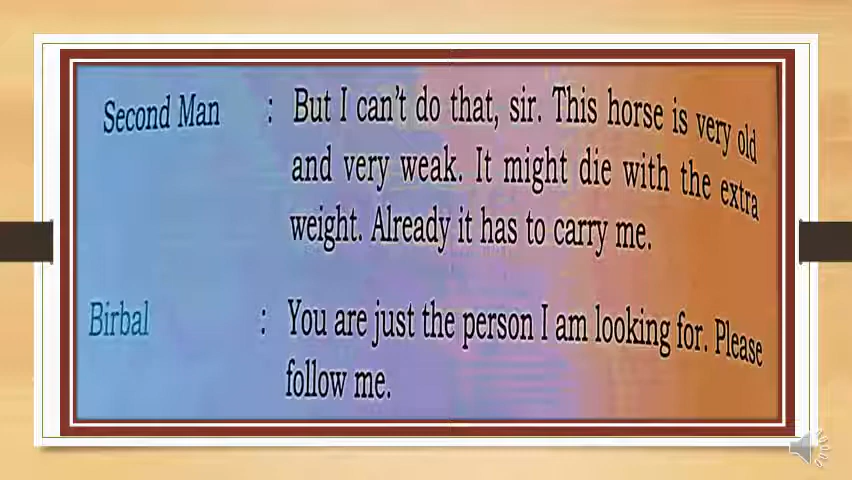 Second Man : But I can't do that, sir. This horse is very old
and very weak. It might die with the extra
weight. Already it has to carry me.
Birbal : You are just the person I am looking for. Please
follow me.